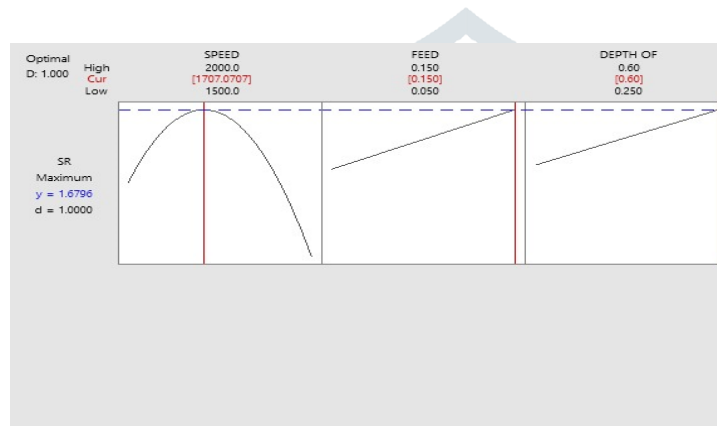 Optimal
D: 1.000
High
Cur
Low
SPEED
2000.0
[1707.0707]
1500.0
FEED
0.150
[0.150]
0.050
DEPTH OF
0.60
[0.60]
0.250
SR
Maximum
y = 1.6796
d = 1.0000